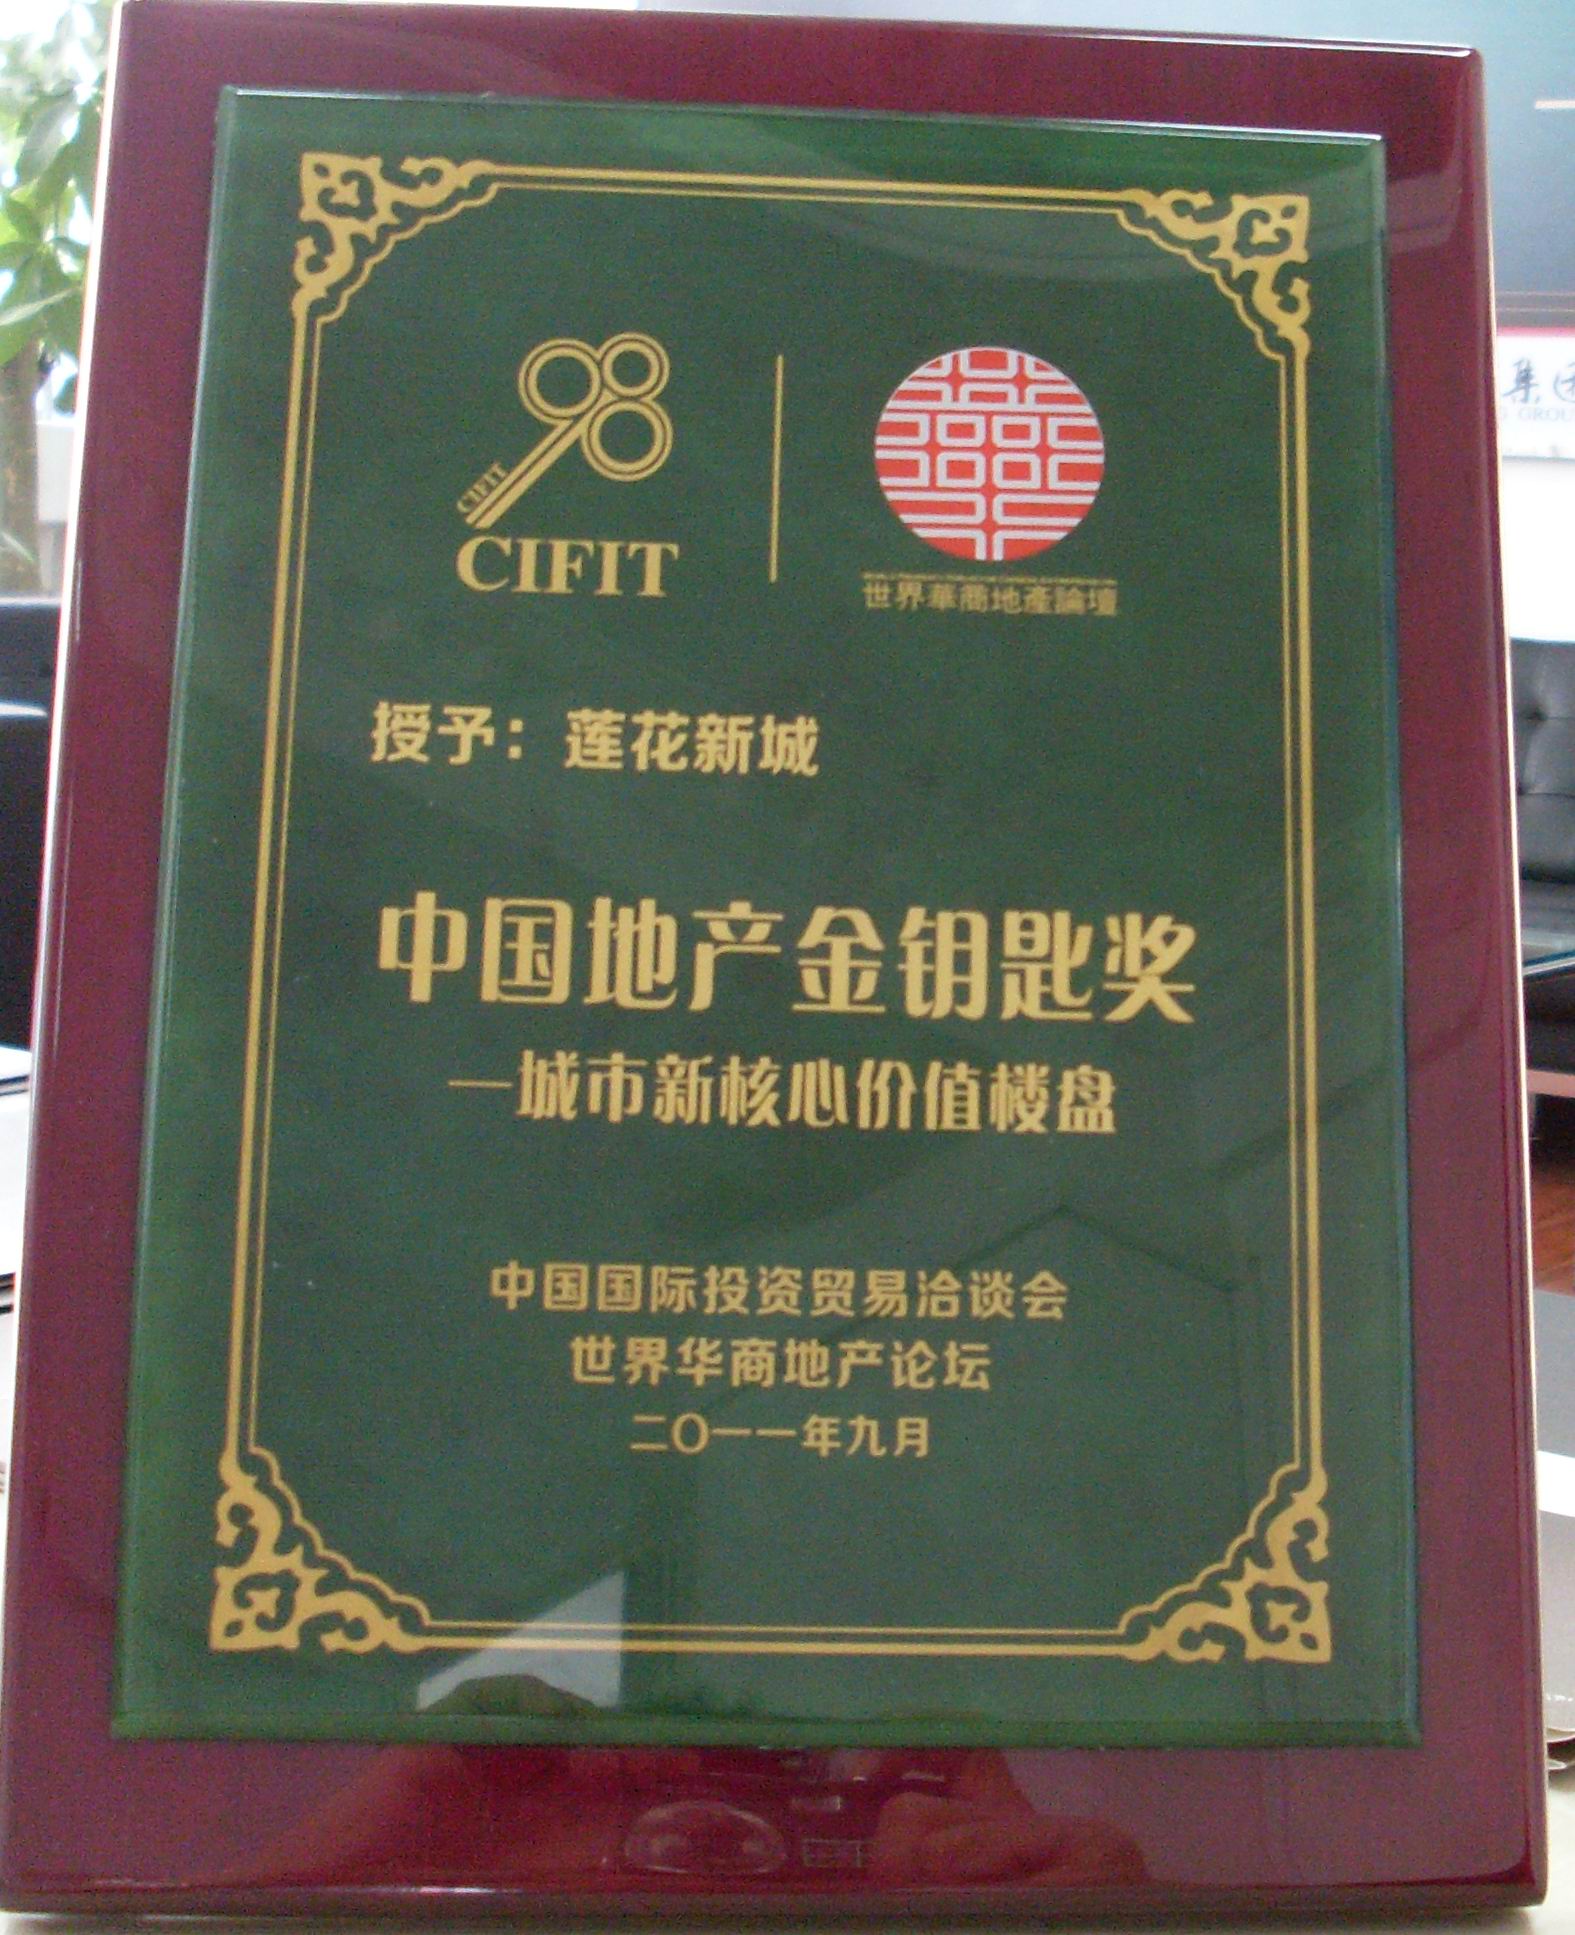 98
CIFIT
CIFIT
世界華商地產論壇
授予：莲花新城
中国地产金钥匙奖
—城市新核心价值楼盘
中国国际投资贸易洽谈会
世界华商地产论坛
二〇一一年九月
集团
GROU